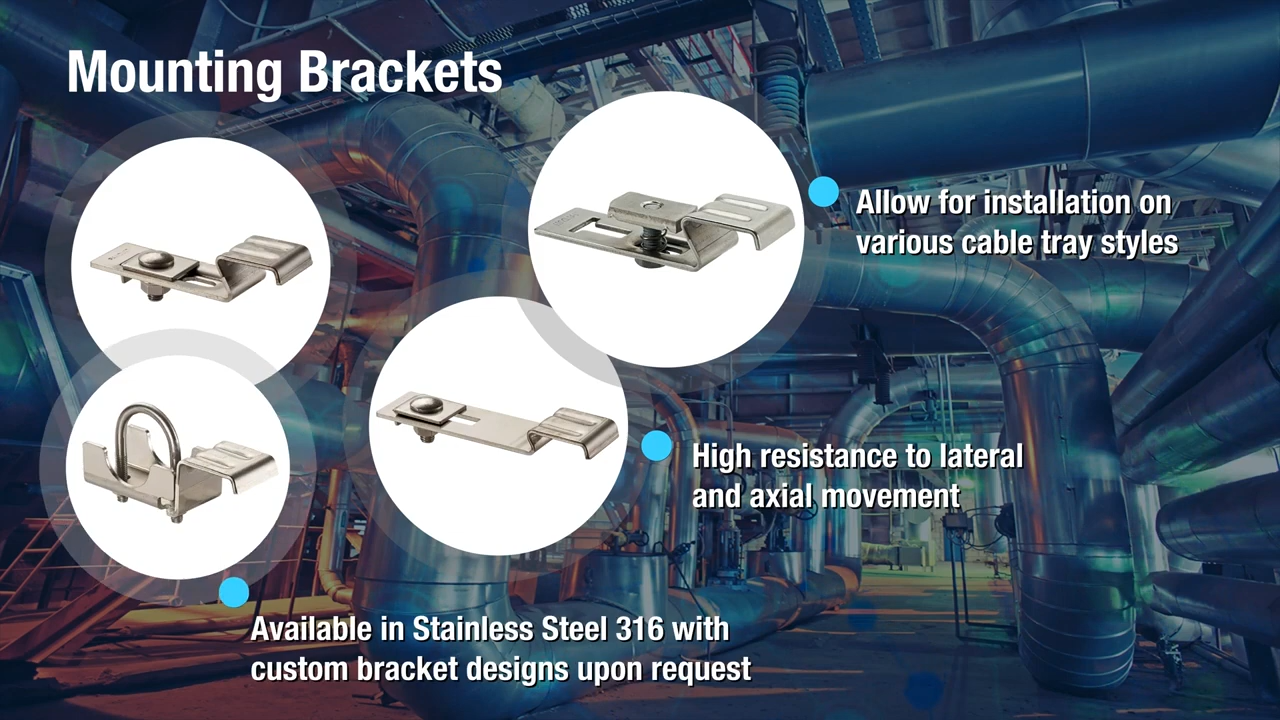 Mounting Brackets
Allow for installation on
various cable tray styles
High resistance to lateral
and axial movement
Available in Stainless Steel 316 with
custom bracket designs upon request